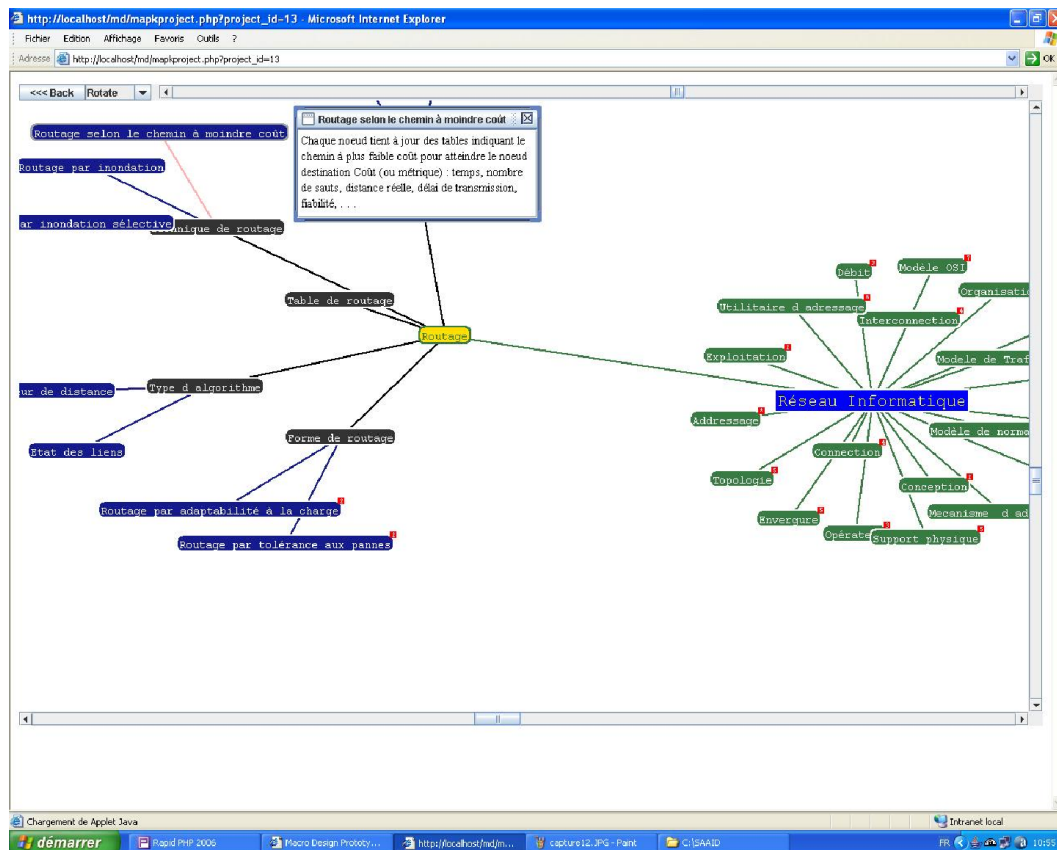 http://localhost/md/mapkproject.php?project_id=13 - Microsoft Internet Explorer
Fichier Edition Affichage Favoris Outils ?
Adresse http://localhost/md/mapkproject.php?project_id=13 OK
<<< Back Rotate
Routage selon le chemin à moindre coût
Chaque noeud tient à jour des tables indiquant le
chemin à plus faible coût pour atteindre le noeud
destination Coût (ou métrique) : temps, nombre
de sauts, distance réelle, délai de transmission,
fiabilité, . . .
Routage selon le chemin à moindre coût
Routage par inondation
ar inondation sélective
hnique de routage
Table de routage
Routage
Type d algorithme
ur de distance
Etat des liens
Forme de routage
Routage par adaptabilité à la charge
Routage par tolérance aux pannes
Débit
Modèle OSI
Organisatio
Utilitaire d adressage
Interconnection
Exploitation
Modele de Traf
Réseau Informatique
Addressage
Modèle de norme
Connection
Topologie
Conception
Envergure
Mecanisme d ad
Opérate
Support physique
Chargement de Applet Java
Intranet local
démarrer
Rapid PHP 2006
Macro Design Prototy...
http://localhost/md/m...
capture12.JPG - Paint
C:\SAAID
FR
10:55